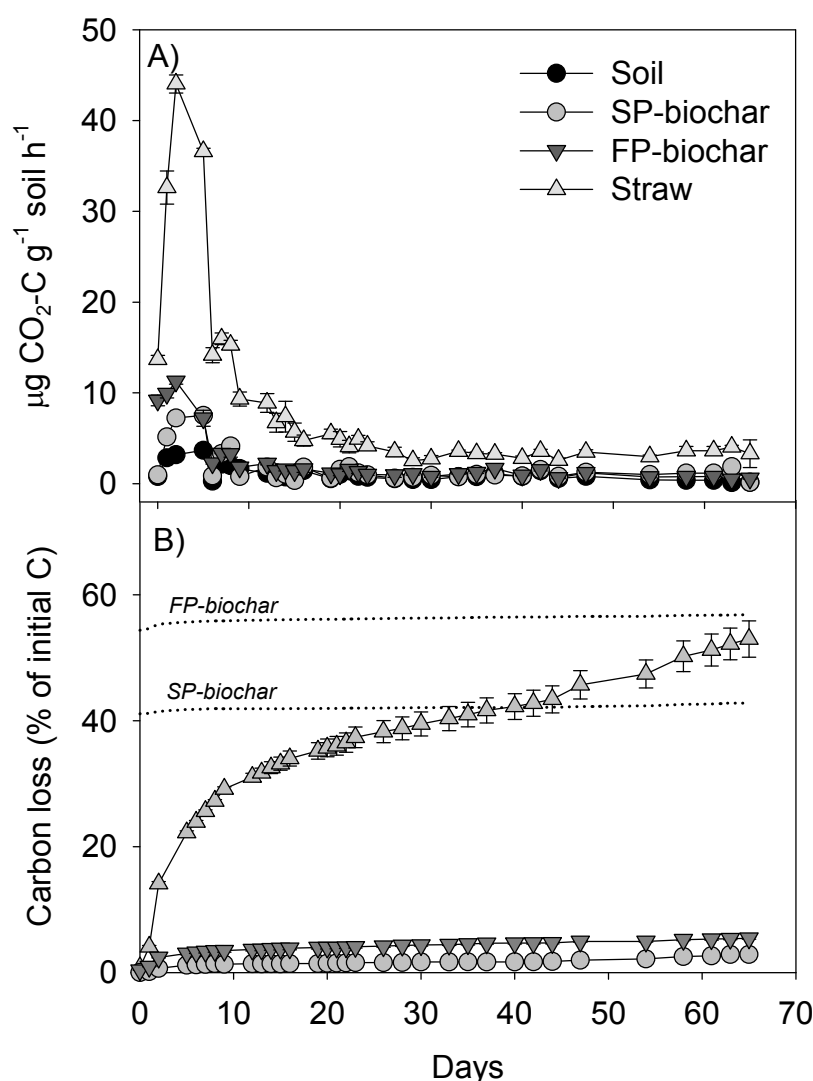 A)
50
40
30
20
10
0
µg CO₂-C g⁻¹ soil h⁻¹
Soil
SP-biochar
FP-biochar
Straw
B)
60
40
20
0
Carbon loss (% of initial C)
FP-biochar
SP-biochar
0 10 20 30 40 50 60 70
Days